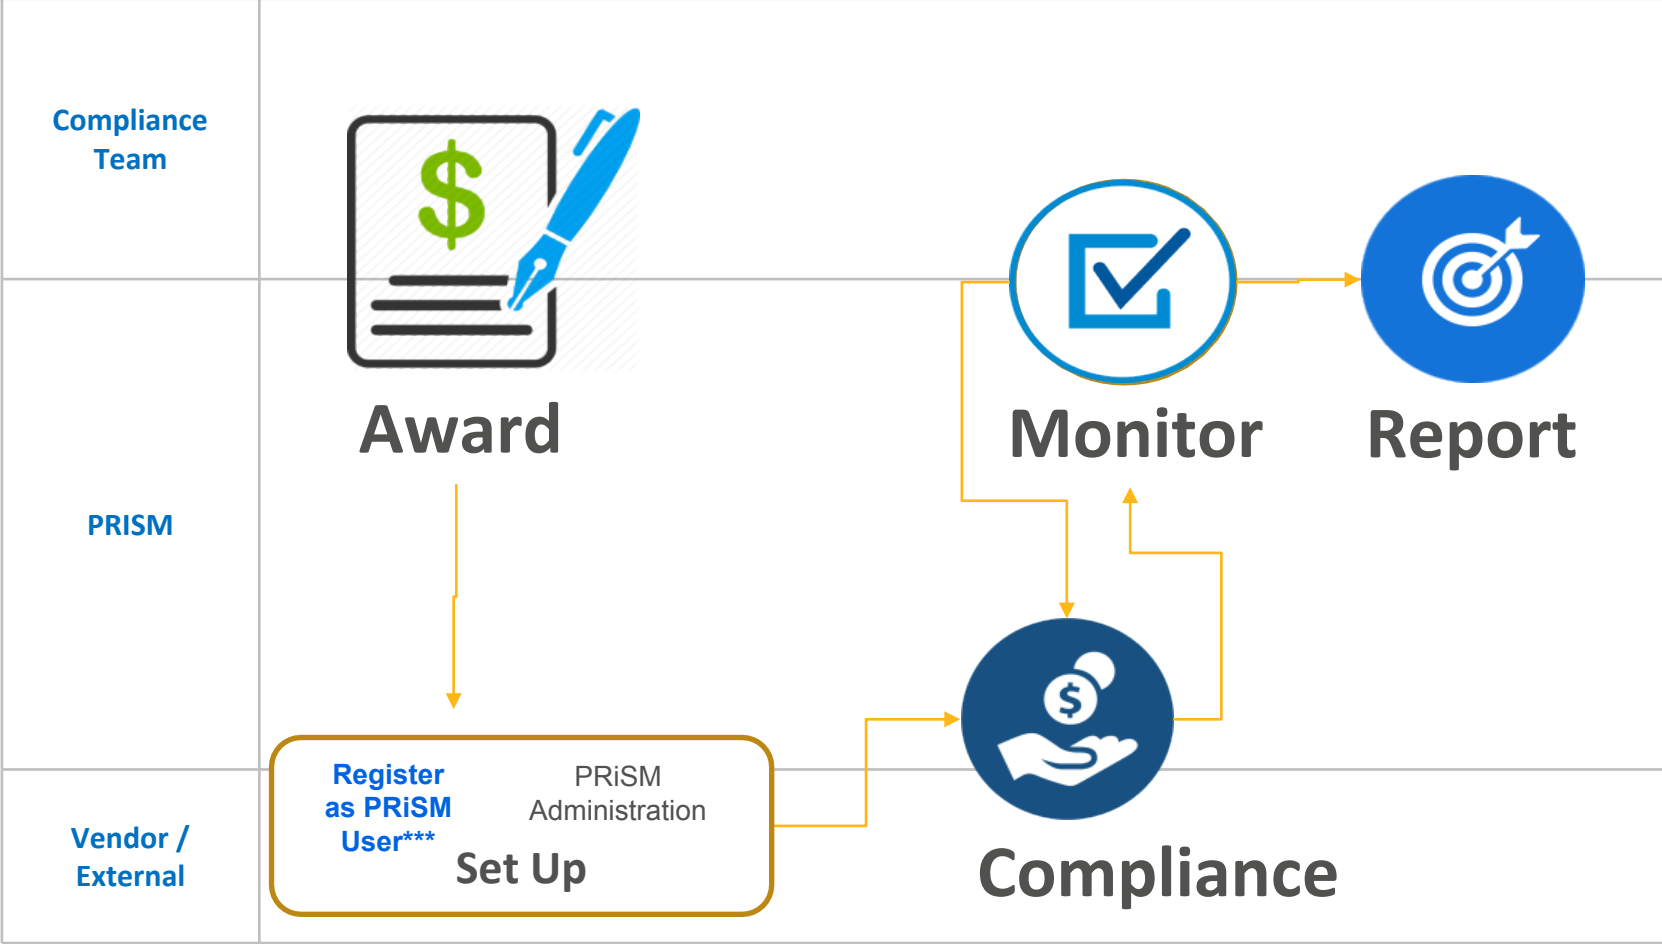 Compliance
Team
$
Award
Monitor
Report
PRISM
$
Register
as PRiSM
User***
PRiSM
Administration
Set Up
Vendor /
External
Compliance